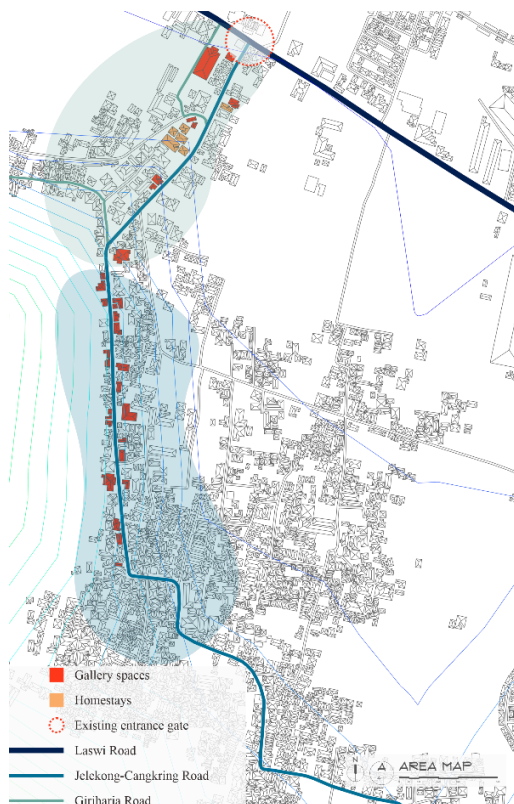 Gallery spaces
Homestays
Existing entrance gate
Laswi Road
Jelekong-Cangkring Road
Giriharja Road
N
A
AREA MAP